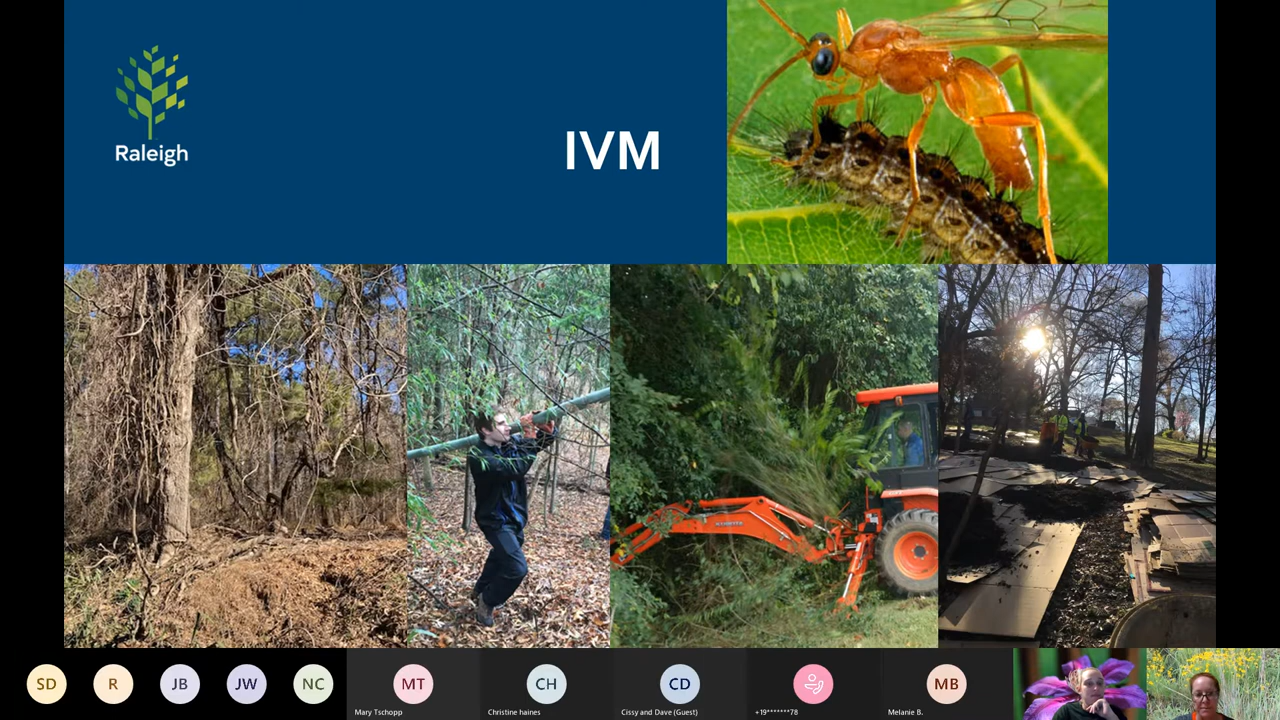 Raleigh
IVM
SD
R
JB
JW
NC
MT
CH
CD
MB
Mary Tschopp
Christine haines
Cissy and Dave (Guest)
+19*******78
Melanie B.